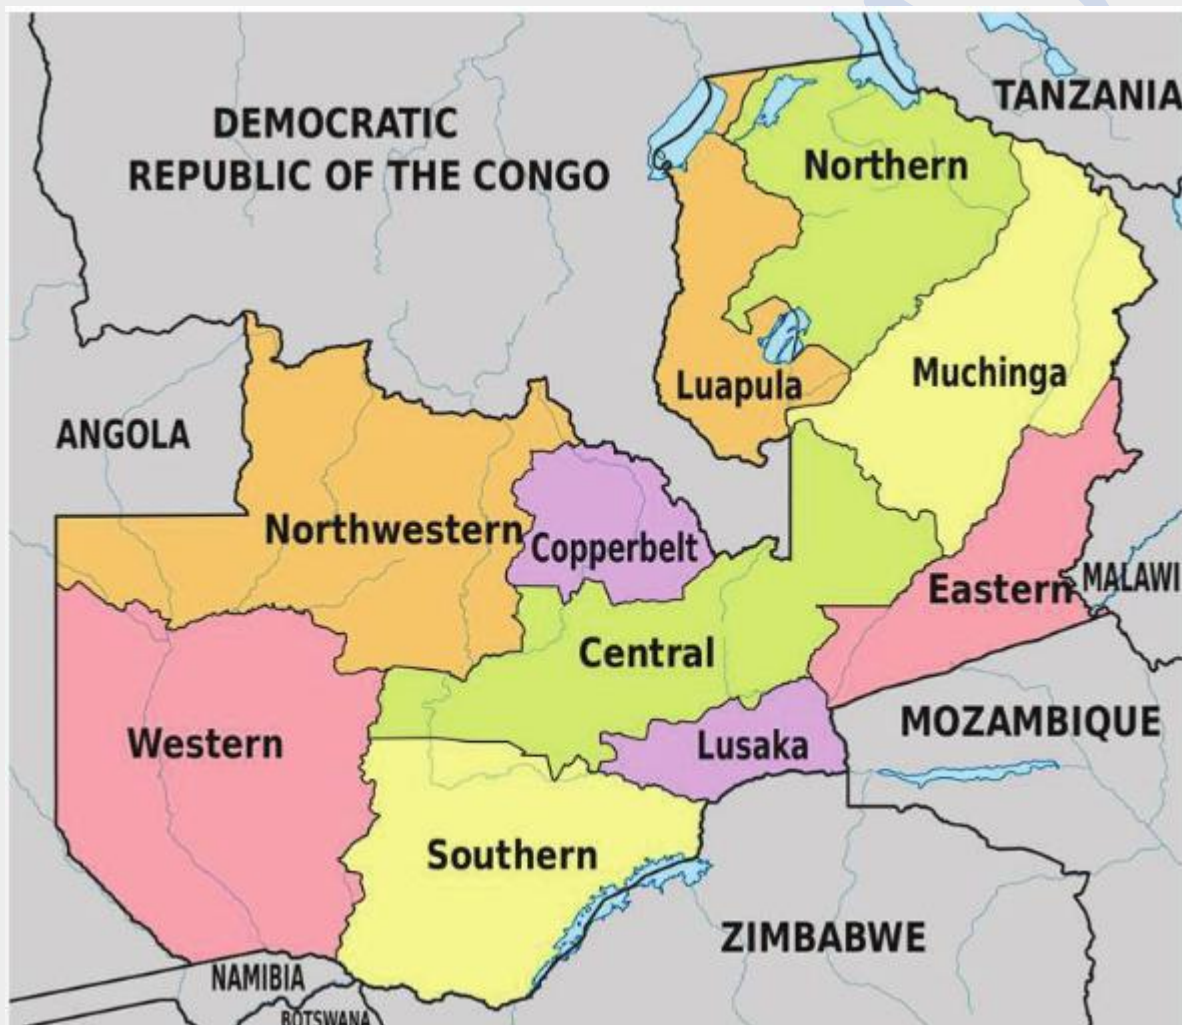 TANZANIA
DEMOCRATIC
REPUBLIC OF THE CONGO
Northern
Muchinga
Luapula
ANGOLA
Northwestern
Copperbelt
Eastern
MALAWI
Central
MOZAMBIQUE
Western
Lusaka
Southern
ZIMBABWE
NAMIBIA
BOTSWANA